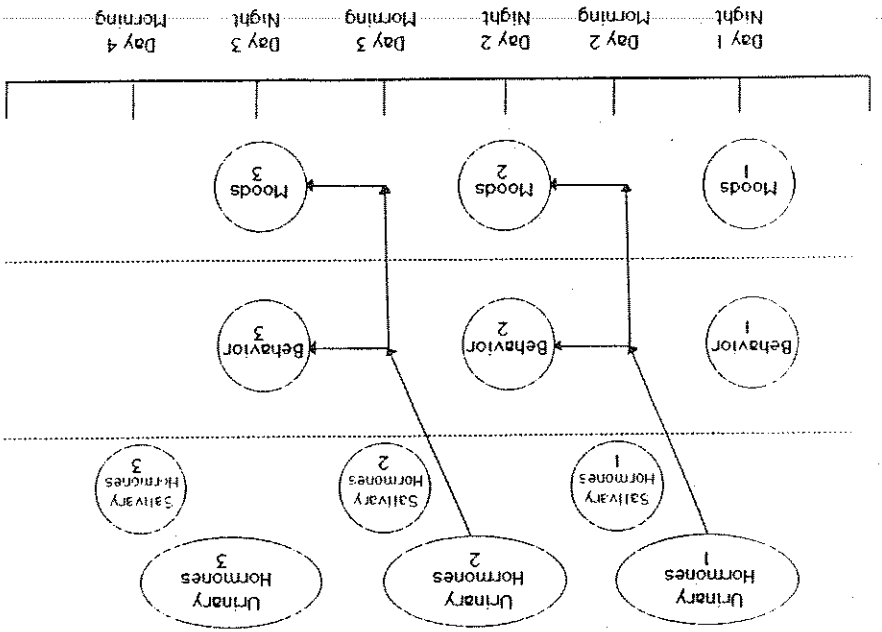 Urinary
Hormones
1
Urinary
Hormones
2
Urinary
Hormones
3
Salivary
Hormones
1
Salivary
Hormones
2
Salivary
Hormones
3
Behavior
1
Behavior
2
Behavior
3
Moods
1
Moods
2
Moods
3
Day 1
Night
Day 2
Morning
Day 2
Night
Day 3
Morning
Day 3
Night
Day 4
Morning